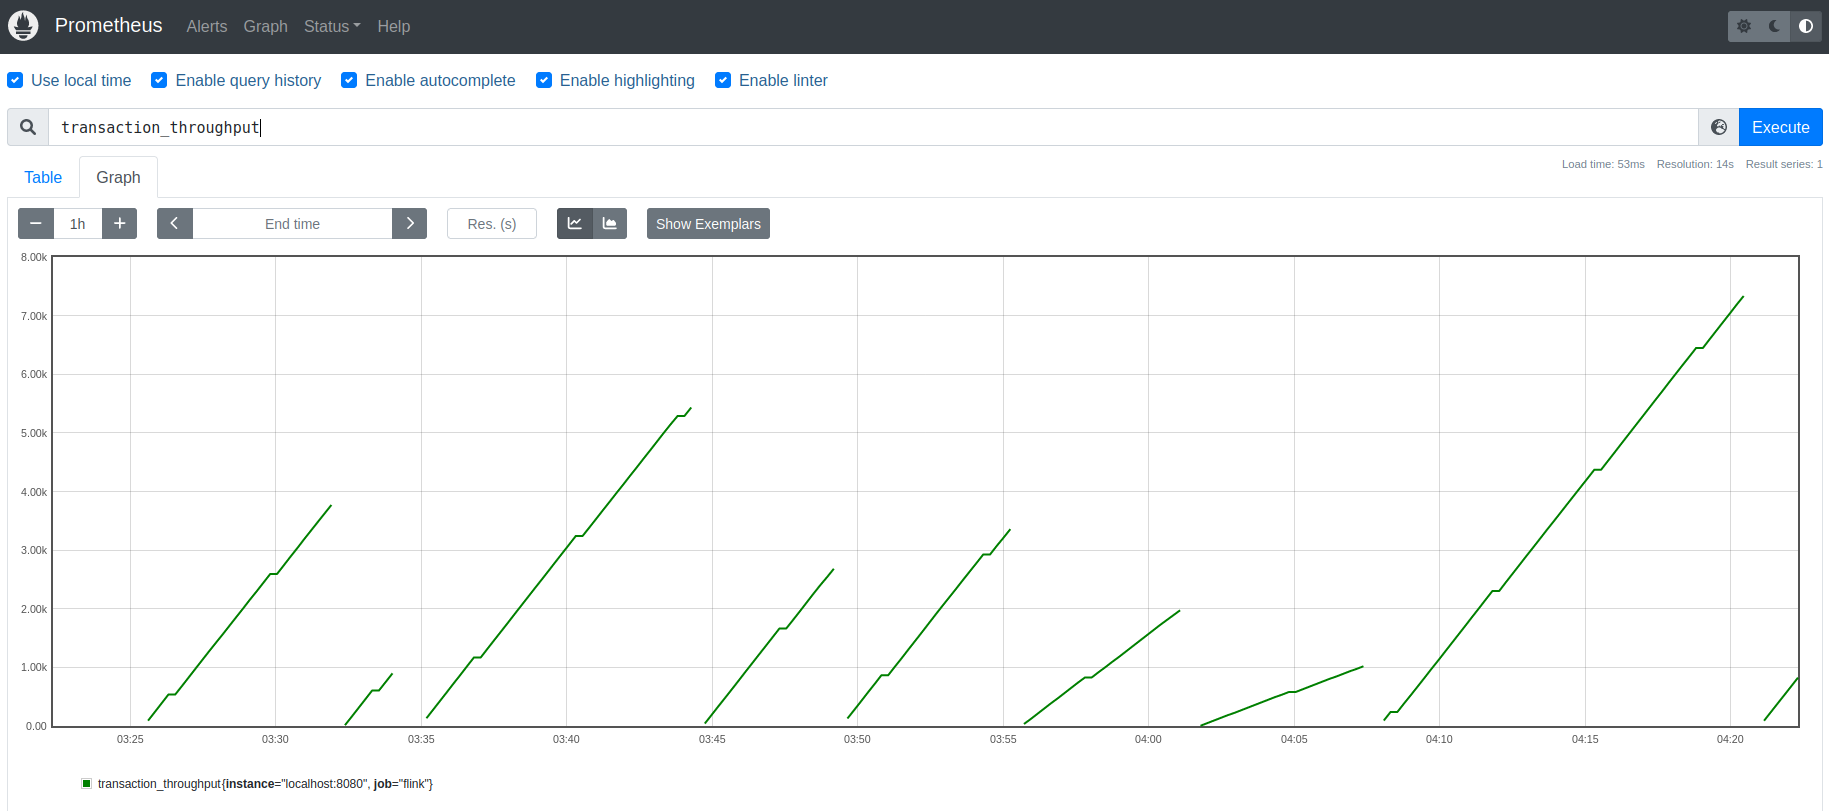 Prometheus Alerts Graph Status Help
Use local time Enable query history Enable autocomplete Enable highlighting Enable linter
transaction_throughput Execute
Load time: 53ms Resolution: 14s Result series: 1
Table Graph
1h End time Res. (s) Show Exemplars
8.00k
7.00k
6.00k
5.00k
4.00k
3.00k
2.00k
1.00k
0.00
03:25 03:30 03:35 03:40 03:45 03:50 03:55 04:00 04:05 04:10 04:15 04:20
transaction_throughput{instance="localhost:8080", job="flink"}